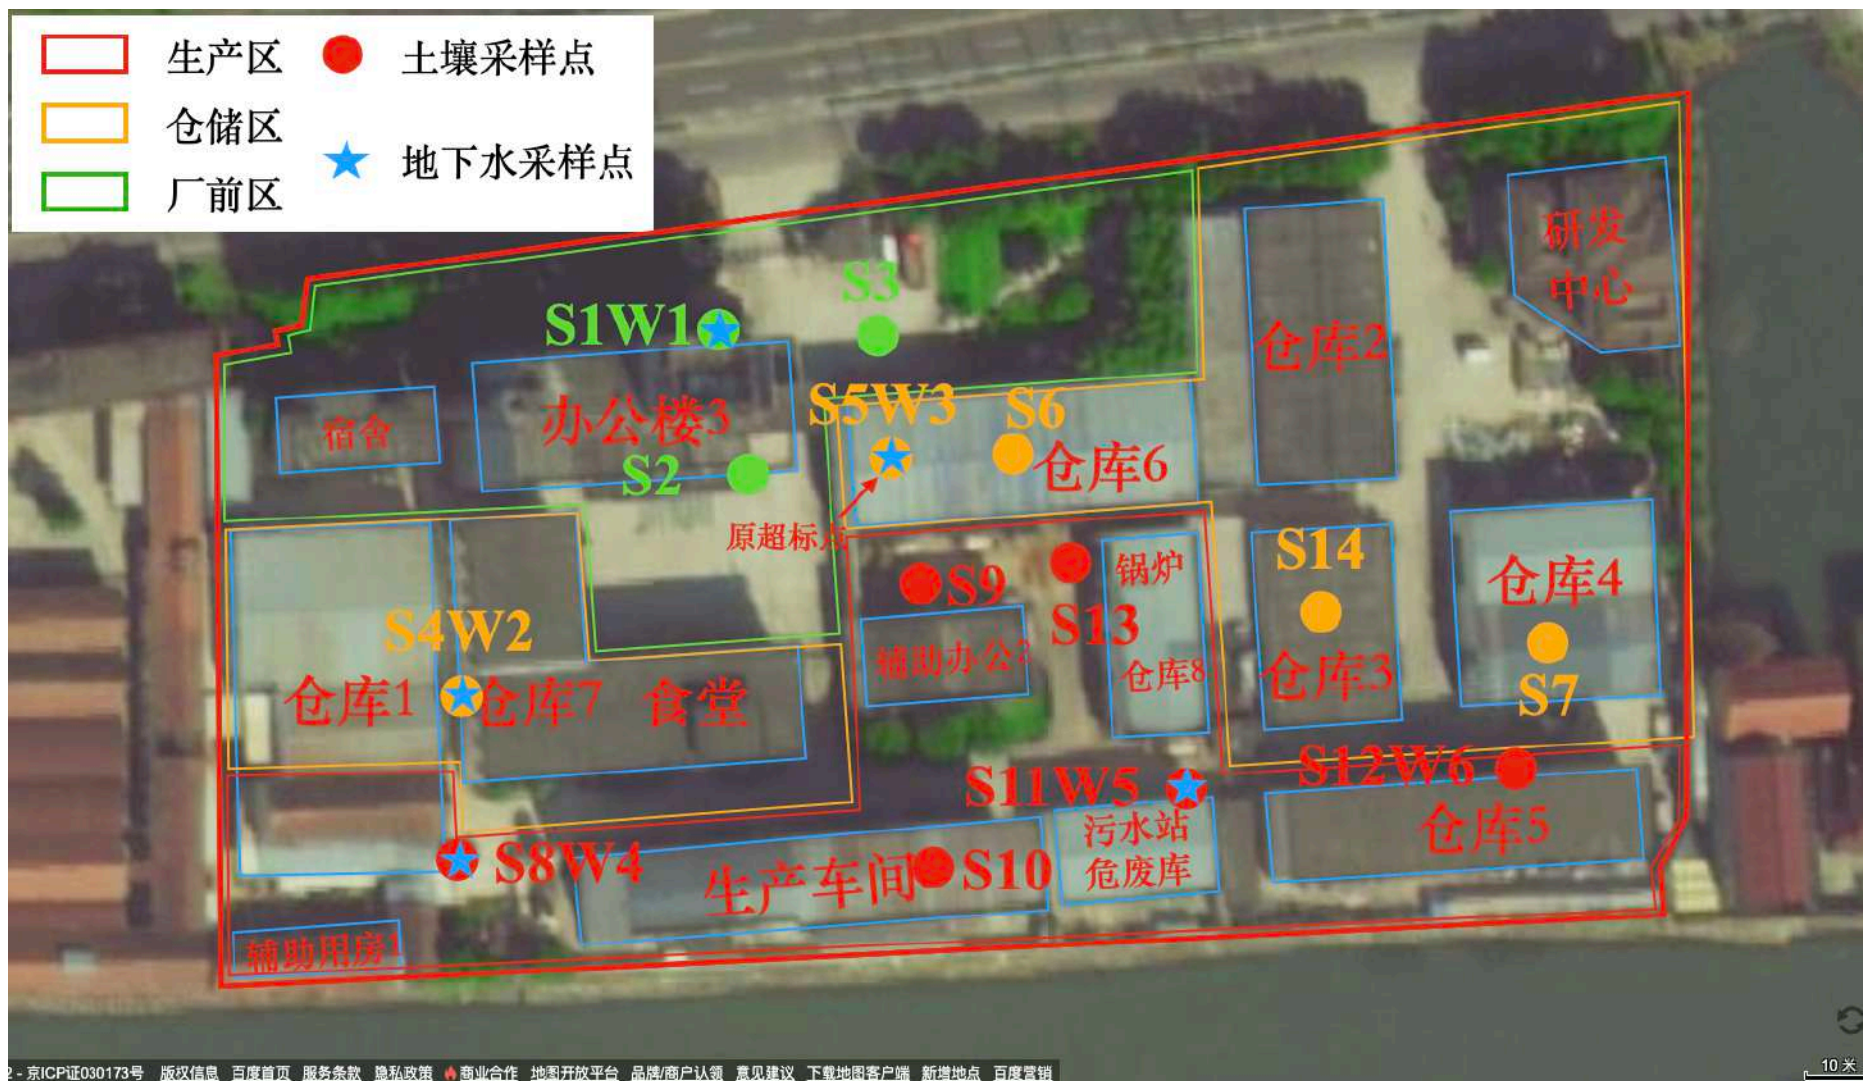 生产区
土壤采样点
仓储区
地下水采样点
厂前区
研发
中心
S3
S1W1
仓库2
S5W3
S6
宿舍
办公楼3
S2
仓库6
原超标点
S14
锅炉
S9
仓库4
S13
S4W2
辅助办公2
仓库8
仓库3
S7
仓库1
仓库7
食堂
S12W6
S11W5
仓库5
污水站
危废库
S8W4
生产车间
S10
辅助用房1
10 米
2 - 京ICP证030173号 版权信息 百度首页 服务条款 隐私政策 商业合作 地图开放平台 品牌/商户认领 意见建议 下载地图客户端 新增地点 百度营销